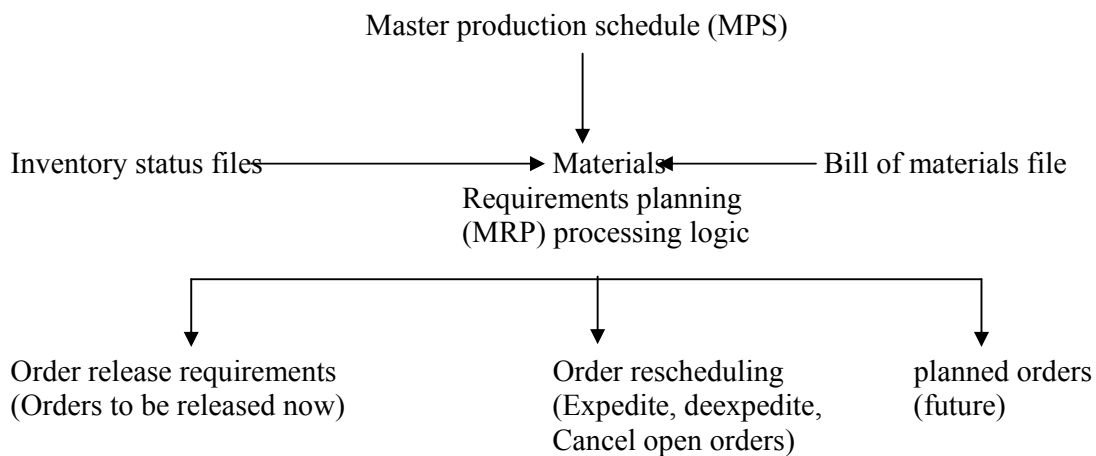 Master production schedule (MPS)
Inventory status files Materials Bill of materials file
Requirements planning
(MRP) processing logic
Order release requirements Order rescheduling planned orders
(Orders to be released now) (Expedite, deexpedite, (future)
Cancel open orders)